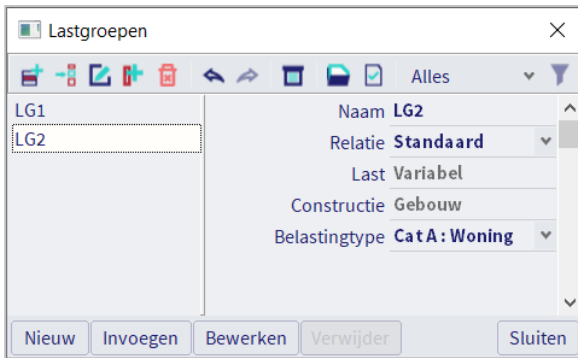 Lastgroepen
Alles
LG1
LG2
Naam LG2
Relatie Standaard
Last Variabel
Constructie Gebouw
Belastingtype Cat A : Woning
Nieuw Invoegen Bewerken Verwijder Sluiten